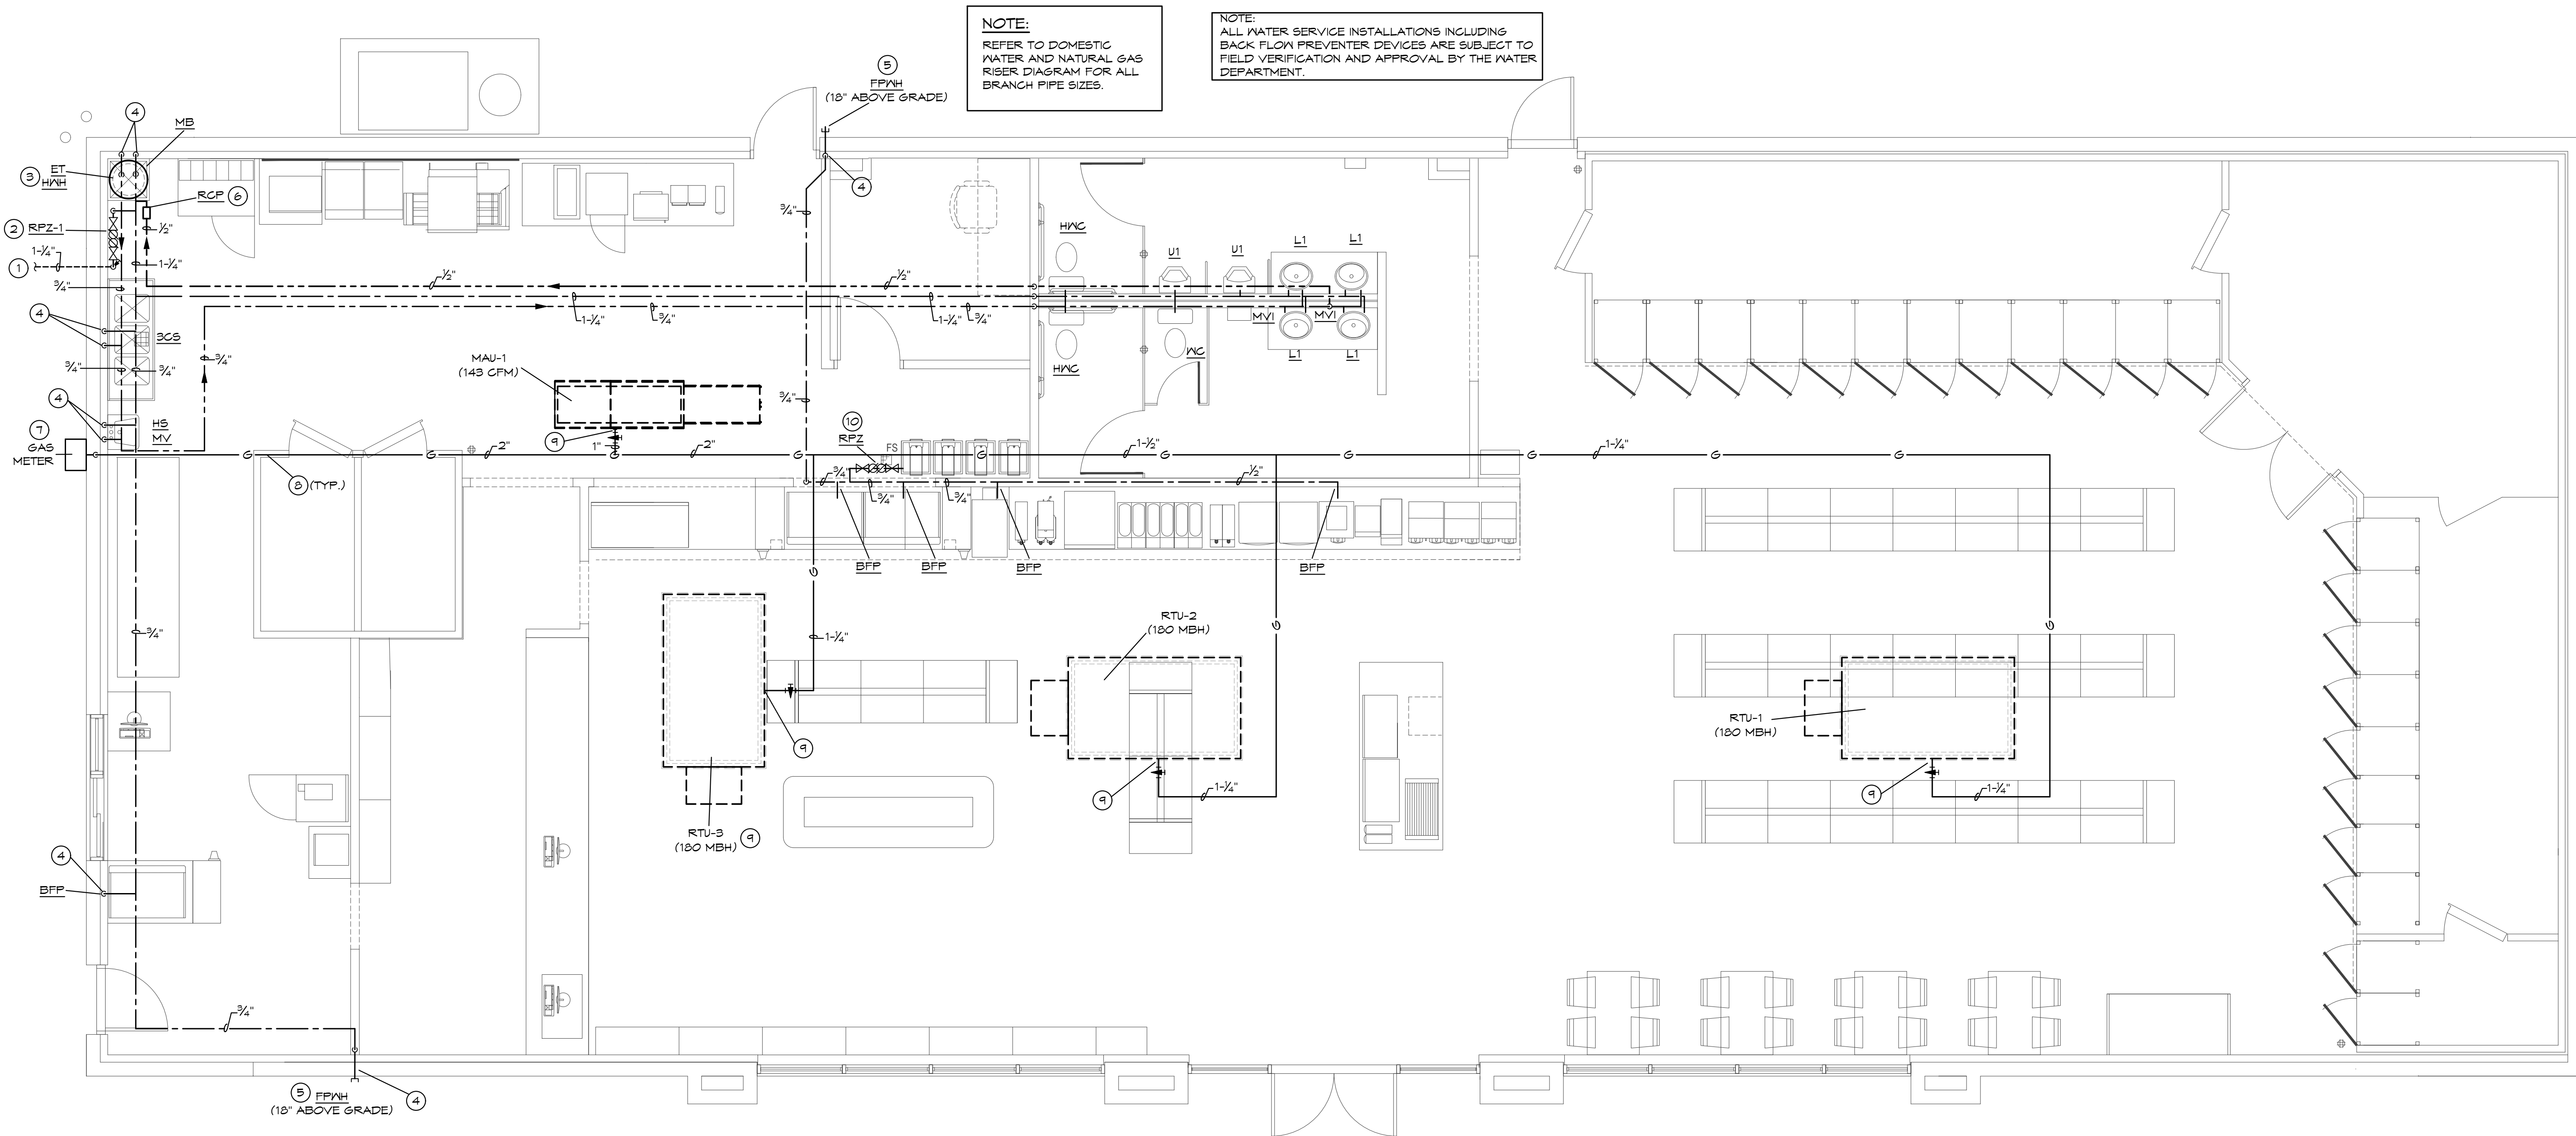 NOTE:
REFER TO DOMESTIC
WATER AND NATURAL GAS
RISER DIAGRAM FOR ALL
BRANCH PIPE SIZES.
NOTE:
ALL WATER SERVICE INSTALLATIONS INCLUDING
BACK FLOW PREVENTER DEVICES ARE SUBJECT TO
FIELD VERIFICATION AND APPROVAL BY THE WATER
DEPARTMENT.
5
FPWH
(18" ABOVE GRADE)
4
MB
3 ET
HWH
RCP 6
4
2 RPZ-1
1/2"
3/4"
1-1/4"
1
1-1/4"
3/4"
1/2"
1/2"
HWC
U1
U1
L1
L1
4
3CS
1-1/4"
3/4"
1-1/4"
3/4"
MV1
MV1
3/4"
3/4"
3/4"
MAU-1
(143 CFM)
HWC
WC
L1
L1
4
3/4"
HS
MV
7
GAS
METER
9
1"
10
RPZ
FS
G
G
2"
2"
G
G
1-1/2"
G
G
G
1-1/4"
G
G
8 (TYP.)
3/4"
3/4"
3/4"
1/2"
BFP
BFP
BFP
BFP
G
G
G
3/4"
1-1/4"
RTU-2
(180 MBH)
RTU-1
(180 MBH)
9
9
1-1/4"
9
1-1/4"
RTU-3
(180 MBH)
9
4
BFP
3/4"
5 FPWH
(18" ABOVE GRADE)
4